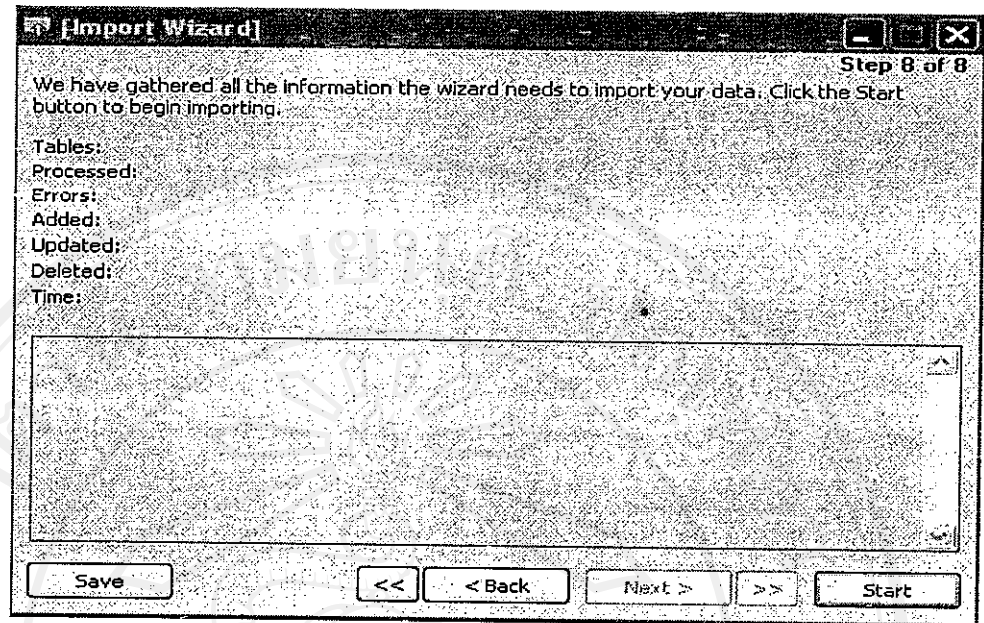 [Import Wizard]
Step 8 of 8
We have gathered all the information the wizard needs to import your data. Click the Start
button to begin importing.
Tables:
Processed:
Errors:
Added:
Updated:
Deleted:
Time:
Save
<<
< Back
Next >
>>
Start